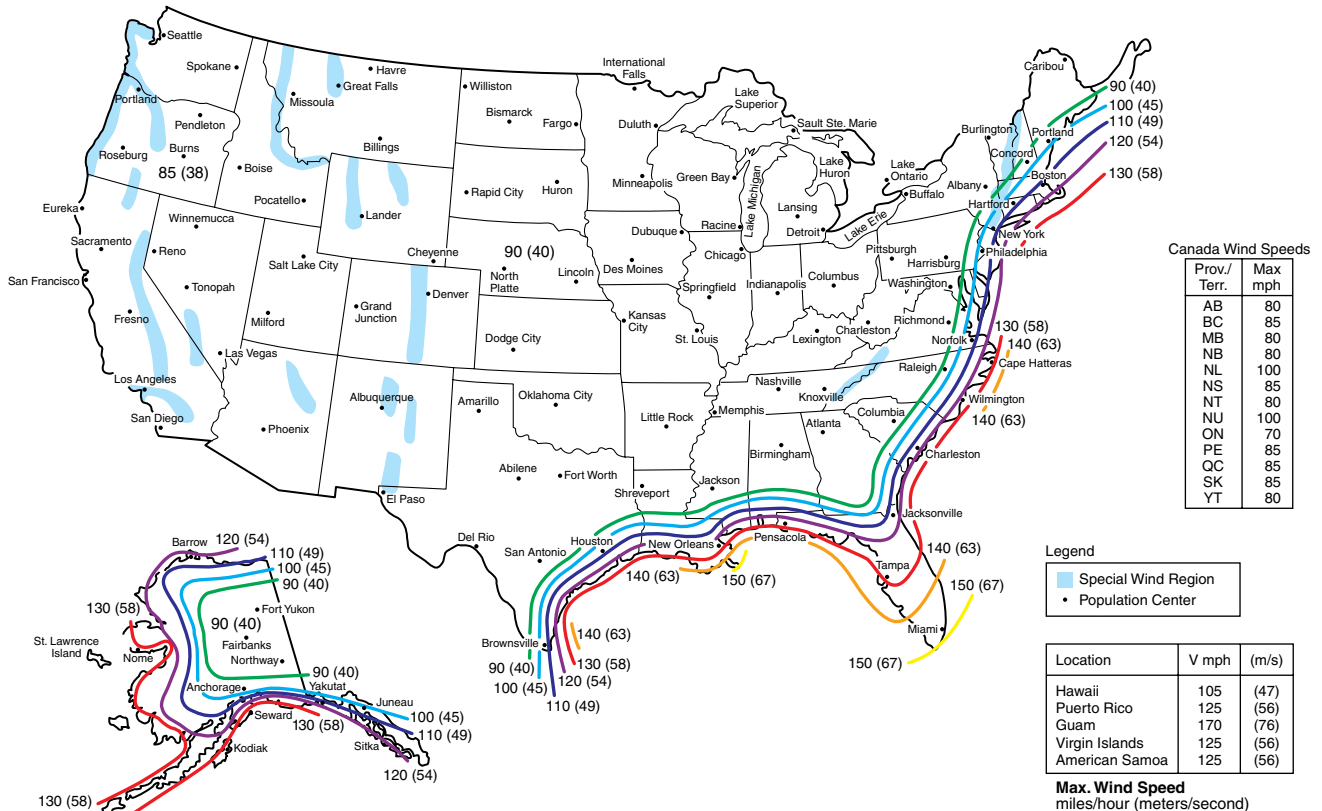 Seattle
Spokane
Portland
Pendleton
Roseburg
Burns
85 (38)
Boise
Pocatello
Missoula
Havre
Great Falls
Billings
Lander
Cheyenne
Williston
Bismarck
Fargo
Rapid City
Huron
90 (40)
North
Platte
Lincoln
International
Falls
Duluth
Minneapolis
Lake
Superior
Sault Ste. Marie
Green Bay
Lake Michigan
Lake
Huron
Lansing
Racine
Detroit
Chicago
Dubuque
Des Moines
Lake Erie
Lake
Ontario
Buffalo
Caribou
Burlington
Portland
Concord
Albany
Boston
Hartford
New York
Philadelphia
Pittsburgh
Harrisburg
Washington
90 (40)
100 (45)
110 (49)
120 (54)
130 (58)
Eureka
Winnemucca
Sacramento
Reno
San Francisco
Tonopah
Fresno
Las Vegas
Los Angeles
San Diego
Salt Lake City
Milford
Grand
Junction
Denver
Phoenix
Albuquerque
El Paso
Dodge City
Amarillo
Oklahoma City
Abilene
Fort Worth
Kansas
City
Springfield
St. Louis
Indianapolis
Columbus
Charleston
Lexington
Richmond
Norfolk
Raleigh
Nashville
Knoxville
Memphis
Little Rock
Columbia
Atlanta
Birmingham
Wilmington
Cape Hatteras
130 (58)
140 (63)
140 (63)
Charleston
Jackson
Shreveport
Jacksonville
Del Rio
San Antonio
Houston
New Orleans
Pensacola
Tampa
Miami
140 (63)
150 (67)
140 (63)
150 (67)
150 (67)
Brownsville
140 (63)
130 (58)
120 (54)
110 (49)
100 (45)
90 (40)
Barrow
120 (54)
110 (49)
100 (45)
90 (40)
130 (58)
Fort Yukon
90 (40)
Fairbanks
Northway
St. Lawrence
Island
Nome
90 (40)
Anchorage
Yakutat
Juneau
Seward
130 (58)
100 (45)
110 (49)
Kodiak
Sitka
120 (54)
130 (58)
Canada Wind Speeds
Prov./ Max
Terr. mph
AB 80
BC 85
MB 80
NB 80
NL 100
NS 85
NT 80
NU 100
ON 70
PE 85
QC 85
SK 85
YT 80
Legend
Special Wind Region
Population Center
Location V mph (m/s)
Hawaii 105 (47)
Puerto Rico 125 (56)
Guam 170 (76)
Virgin Islands 125 (56)
American Samoa 125 (56)
Max. Wind Speed
miles/hour (meters/second)